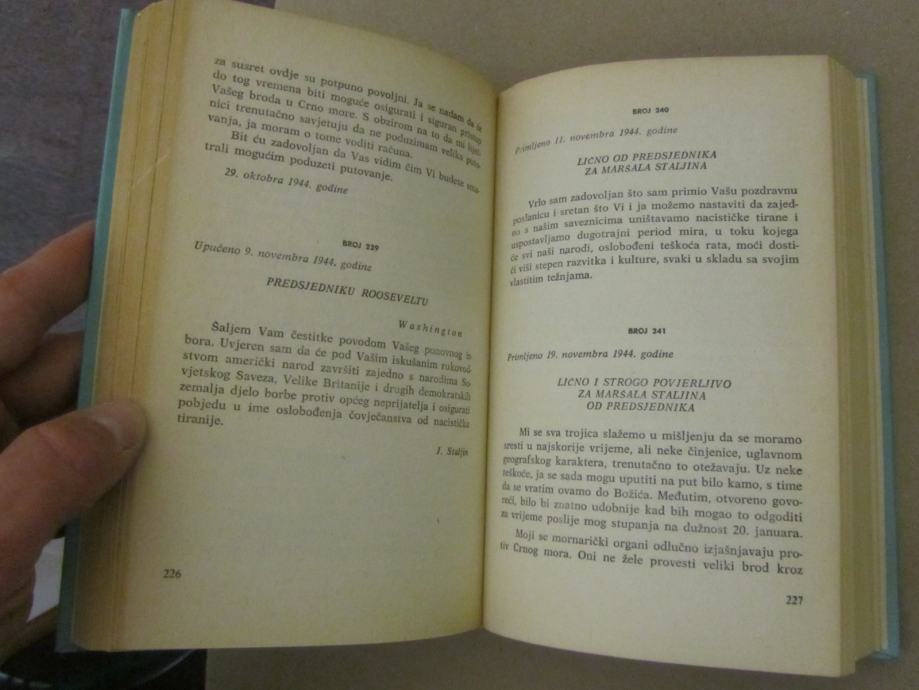 za susret ovdje su potpuno povoljni. Ja se nadam da će
do tog vremena biti moguće osigurati i siguran pristup
Vašeg broda u Crno more. S obzirom na to da mi liječ-
nici trenutačno savjetuju da ne poduzimam velika puto-
vanja, ja moram o tome voditi računa.
Bit ću zadovoljan da Vas vidim čim Vi budete sma-
trali mogućim poduzeti putovanje.
29. oktobra 1944. godine
BROJ 239
Upućeno 9. novembra 1944. godine
PREDSJEDNIKU ROOSEVELTU
Washington
Šaljem Vam čestitke povodom Vašeg ponovnog iz-
bora. Uvjeren sam da će pod Vašim iskušanim rukovod-
stvom američki narod završiti zajedno s narodima So-
vjetskog Saveza, Velike Britanije i drugih demokratskih
zemalja djelo borbe protiv općeg neprijatelja i osigurati
pobjedu u ime oslobođenja čovječanstva od nacističke
tiranije.
J. Staljin
226
BROJ 240
Primljeno 11. novembra 1944. godine
LIČNO OD PREDSJEDNIKA
ZA MARŠALA STALJINA
Vrlo sam zadovoljan što sam primio Vašu pozdravnu
poslanicu i sretan što Vi i ja možemo nastaviti da zajed-
no s našim saveznicima uništavamo nacističke tirane i
uspostavljamo dugotrajni period mira, u toku kojega
će svi naši narodi, oslobođeni teškoća rata, moći dosti-
ći viši stepen razvitka i kulture, svaki u skladu sa svojim
vlastitim težnjama.
BROJ 241
Primljeno 19. novembra 1944. godine
LIČNO I STROGO POVJERLJIVO
ZA MARŠALA STALJINA
OD PREDSJEDNIKA
Mi se sva trojica slažemo u mišljenju da se moramo
sresti u najskorije vrijeme, ali neke činjenice, uglavnom
geografskog karaktera, trenutačno to otežavaju. Uz neke
teškoće, ja se sada mogu uputiti na put bilo kamo, s time
da se vratim ovamo do Božića. Međutim, otvoreno govo-
reći, bilo bi znatno udobnije kad bih mogao to odgoditi
za vrijeme poslije mog stupanja na dužnost 20. januara.
Moji se mornarički organi odlučno izjašnjavaju pro-
tiv Crnog mora. Oni ne žele provesti veliki brod kroz
227